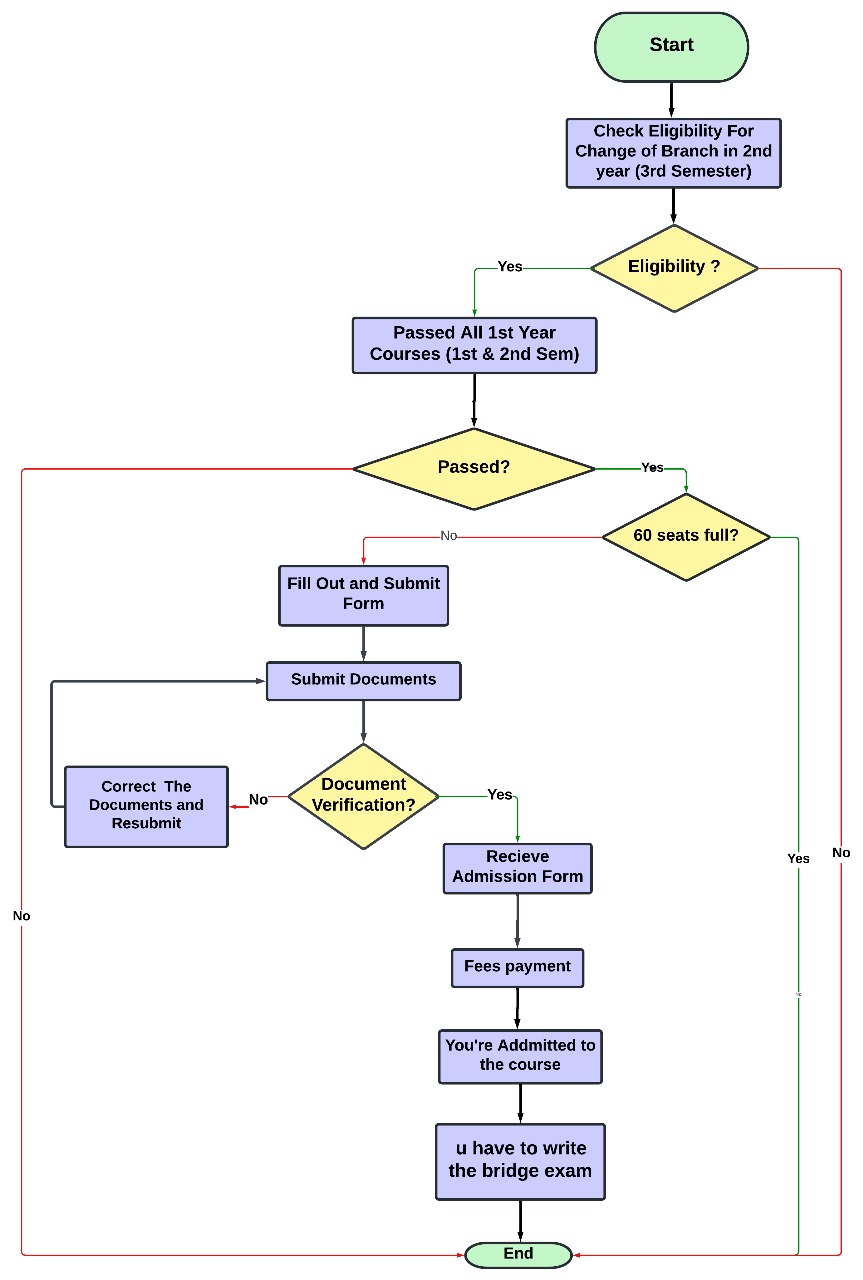 Start
Check Eligibility For
Change of Branch in 2nd
year (3rd Semester)
Eligibility ?
Yes
Passed All 1st Year
Courses (1st & 2nd Sem)
Passed?
Yes
60 seats full?
No
Fill Out and Submit
Form
Submit Documents
Document
Verification?
Correct The
Documents and
Resubmit
No
Yes
Recieve
Admission Form
Yes
No
No
Fees payment
You're Addmitted to
the course
u have to write
the bridge exam
End